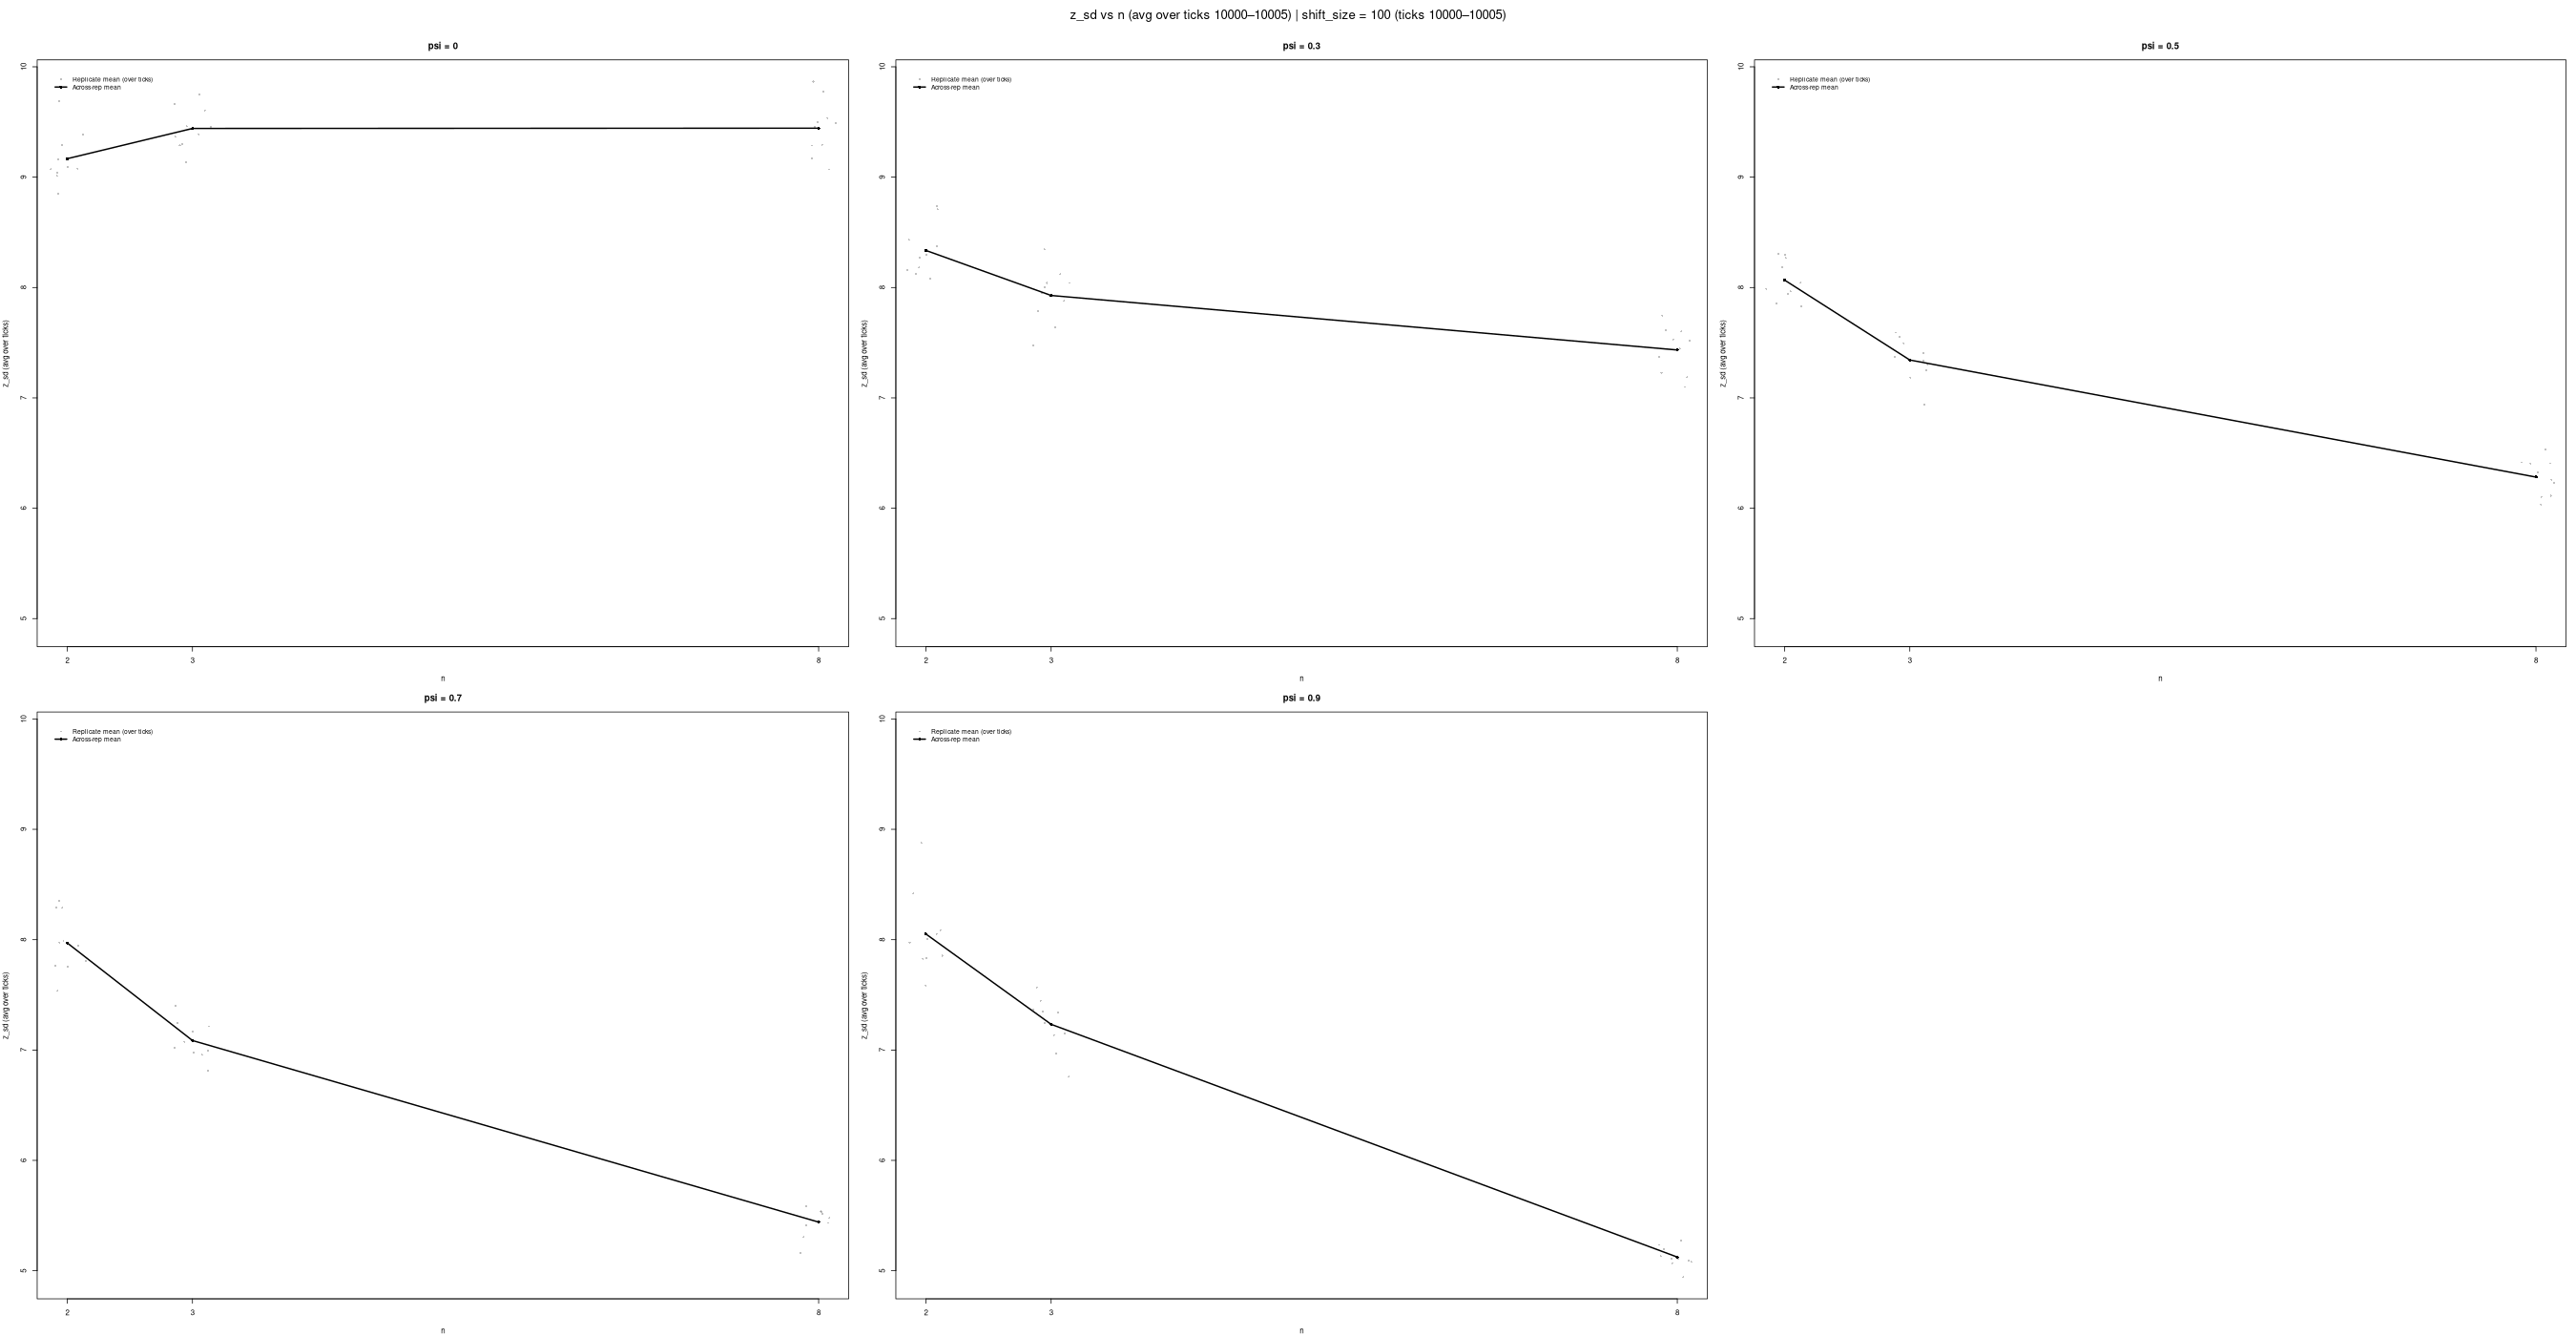 z_sd vs n (avg over ticks 10000–10005) | shift_size = 100 (ticks 10000–10005)
psi = 0
Replicate mean (over ticks)
Across-rep mean
z_sd (avg over ticks)
10
9
8
7
6
5
2 3 8
n
psi = 0.3
Replicate mean (over ticks)
Across-rep mean
z_sd (avg over ticks)
10
9
8
7
6
5
2 3 8
n
psi = 0.5
Replicate mean (over ticks)
Across-rep mean
z_sd (avg over ticks)
10
9
8
7
6
5
2 3 8
n
psi = 0.7
Replicate mean (over ticks)
Across-rep mean
z_sd (avg over ticks)
10
9
8
7
6
5
2 3 8
n
psi = 0.9
Replicate mean (over ticks)
Across-rep mean
z_sd (avg over ticks)
10
9
8
7
6
5
2 3 8
n